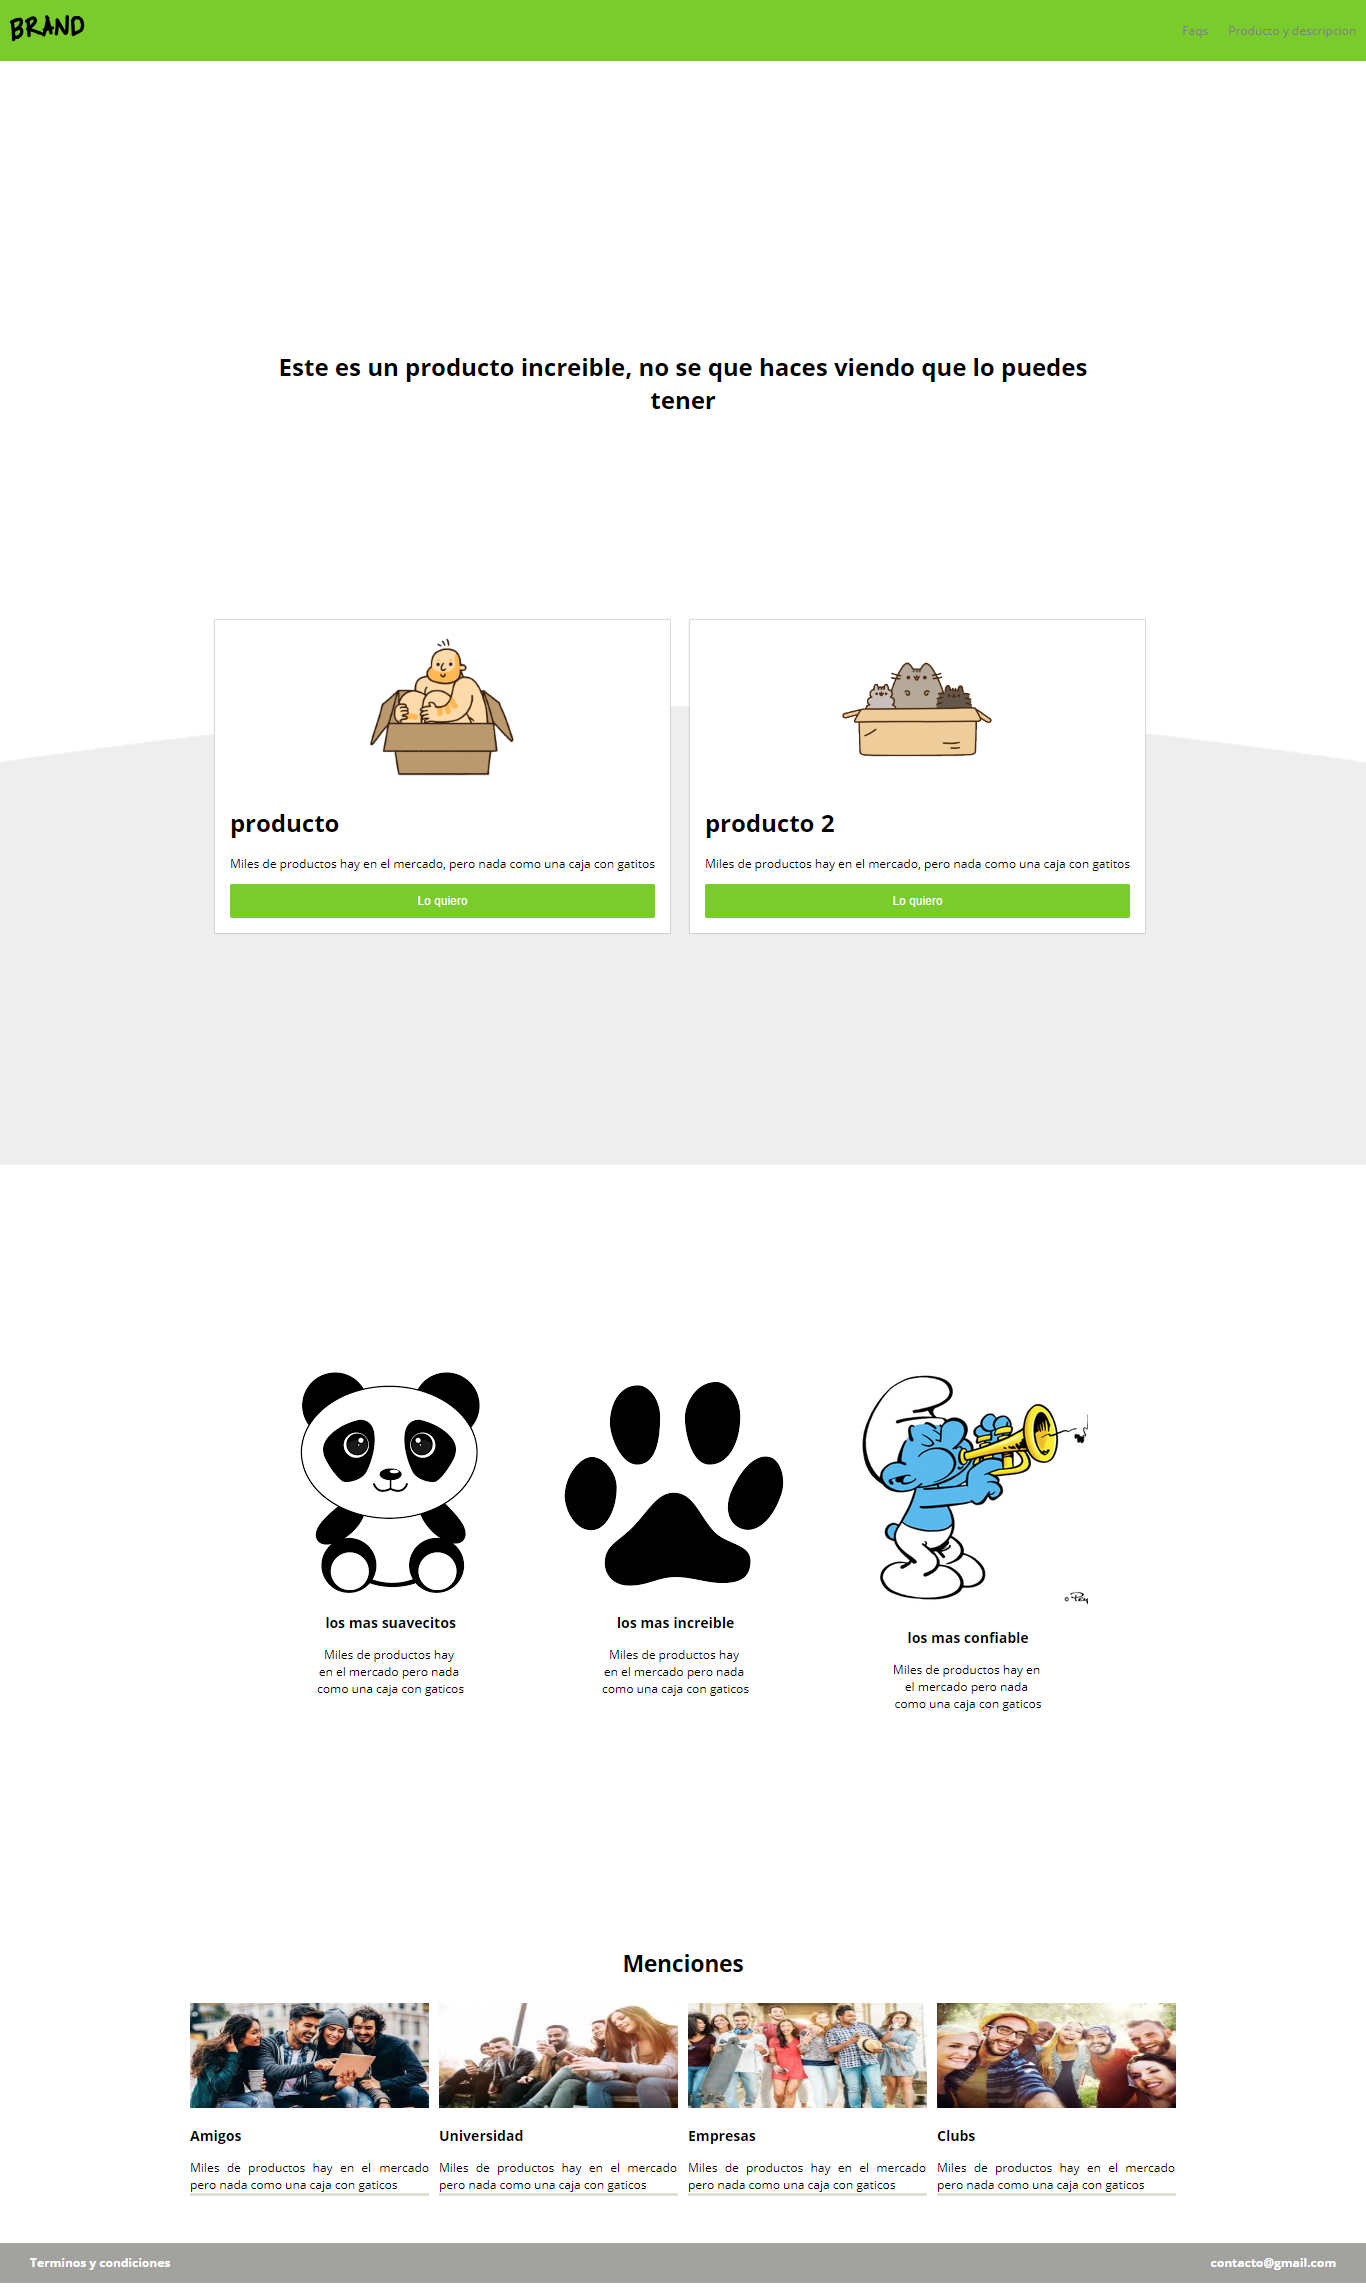 BRAND
Faqs
Producto y descripcion
Este es un producto increible, no se que haces viendo que lo puedes
tener
producto
Miles de productos hay en el mercado, pero nada como una caja con gatitos
Lo quiero
producto 2
Miles de productos hay en el mercado, pero nada como una caja con gatitos
Lo quiero
los mas suavecitos
Miles de productos hay
en el mercado pero nada
como una caja con gaticos
los mas increible
Miles de productos hay
en el mercado pero nada
como una caja con gaticos
© Pey
los mas confiable
Miles de productos hay en
el mercado pero nada
como una caja con gaticos
Menciones
Amigos
Miles de productos hay en el mercado
pero nada como una caja con gaticos
Universidad
Miles de productos hay en el mercado
pero nada como una caja con gaticos
Empresas
Miles de productos hay en el mercado
pero nada como una caja con gaticos
Clubs
Miles de productos hay en el mercado
pero nada como una caja con gaticos
Terminos y condiciones
contacto@gmail.com